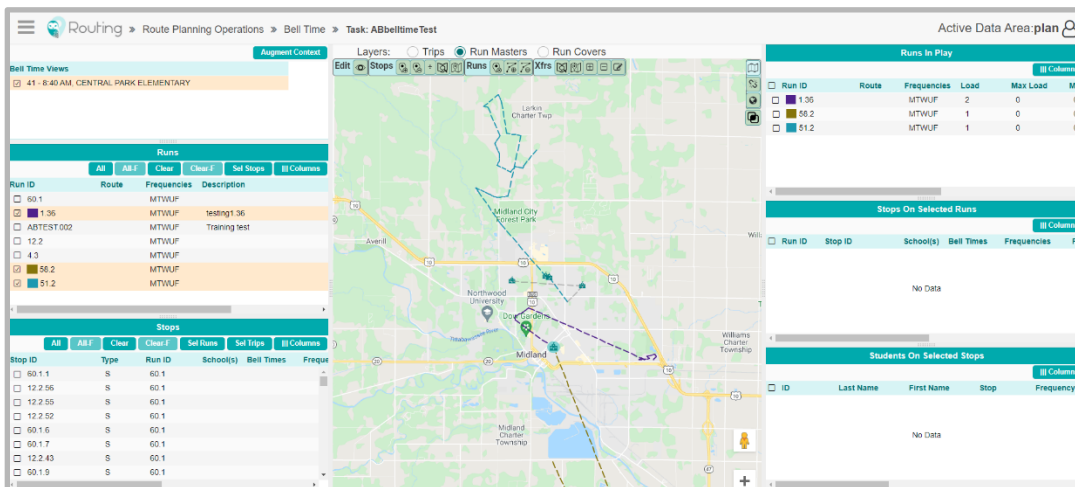 Routing » Route Planning Operations » Bell Time » Task: ABbelltimeTest
Active Data Area:plan
Augment Context
Bell Time Views
41 - 8:40 AM, CENTRAL PARK ELEMENTARY
Runs
All All-F Clear Clear-F Sel Stops Columns
Run ID Route Frequencies Description
60.1 MTWUF
1.36 MTWUF testing1.36
ABTEST.002 MTWUF Training test
12.2 MTWUF
4.3 MTWUF
56.2 MTWUF
51.2 MTWUF
Stops
All All-F Clear Clear-F Sel Runs Sel Trips Columns
Stop ID Type Run ID School(s) Bell Times Freque
60.1.1 S 60.1
12.2.56 S 60.1
12.2.55 S 60.1
12.2.52 S 60.1
60.1.6 S 60.1
60.1.7 S 60.1
12.2.43 S 60.1
60.1.9 S 60.1
Layers: Trips Run Masters Run Covers
Edit Stops Runs Xfrs
Larkin
Charter Twp
Midland City
Forest Park
Averill
Northwood
University
Dow Gardens
Midland
Williams
Charter
Township
Midland
Charter
Township
Runs In Play
Column
Run ID Route Frequencies Load Max Load M
1.36 MTWUF 2 0
56.2 MTWUF 1 0
51.2 MTWUF 1 0
Stops On Selected Runs
Column
Run ID Stop ID School(s) Bell Times Frequencies
No Data
Students On Selected Stops
Column
ID Last Name First Name Stop Frequency
No Data